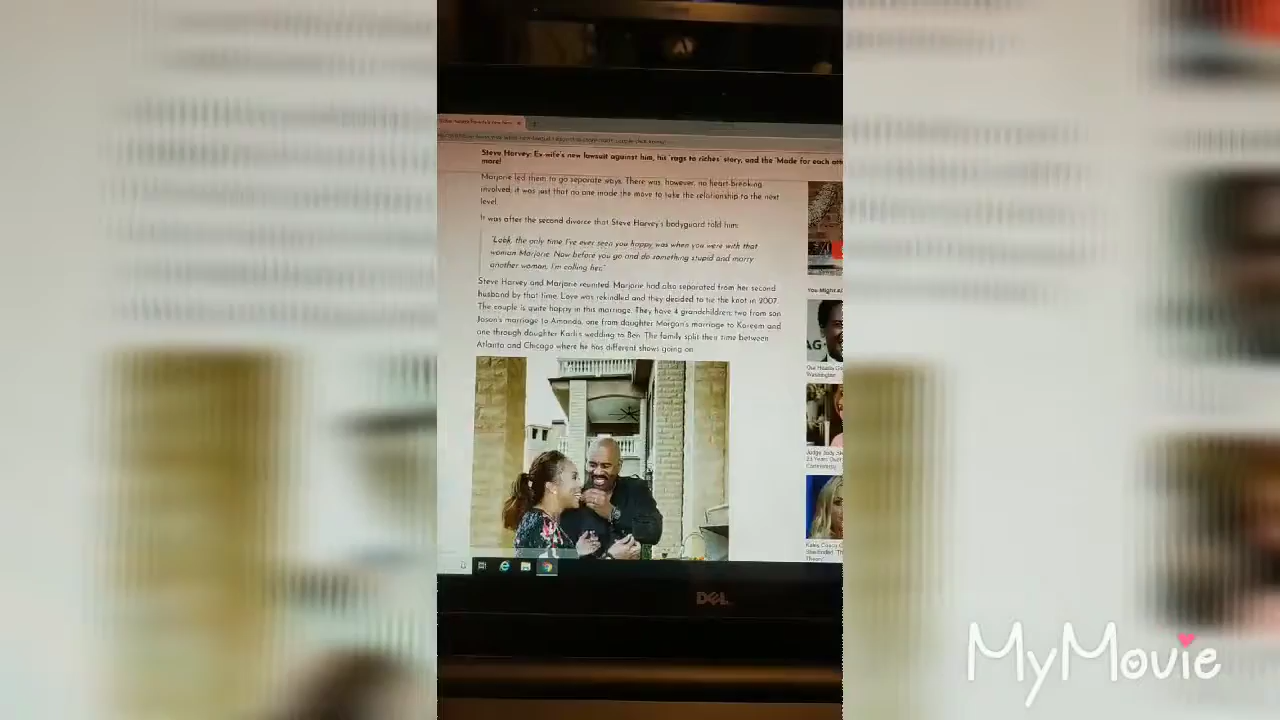 Steve Harvey: Ex-wife's new lawsuit against him, his 'rags to riches' story, and the 'Made for each oth
more!
Marjorie led them to go separate ways. There was, however, no heart-breaking
involved; it was just that no one made the move to take the relationship to the next
level.
It was after the second divorce that Steve Harvey's bodyguard told him:
"Look, the only time I've ever seen you happy was when you were with that
woman Marjorie. Now before you go and do something stupid and marry
another woman, I'm calling her."
Steve Harvey and Marjorie reunited. Marjorie had also separated from her second
husband by that time. Love was rekindled and they decided to tie the knot in 2007.
The couple is quite happy in this marriage. They have 4 grandchildren; two from son
Jason's marriage to Amanda, one from daughter Morgan's marriage to Kareem and
one through daughter Karli's wedding to Ben. The family split their time between
Atlanta and Chicago where he has different shows going on.
You Might Al
Washington
Judge Judy
DELL
MyMovie